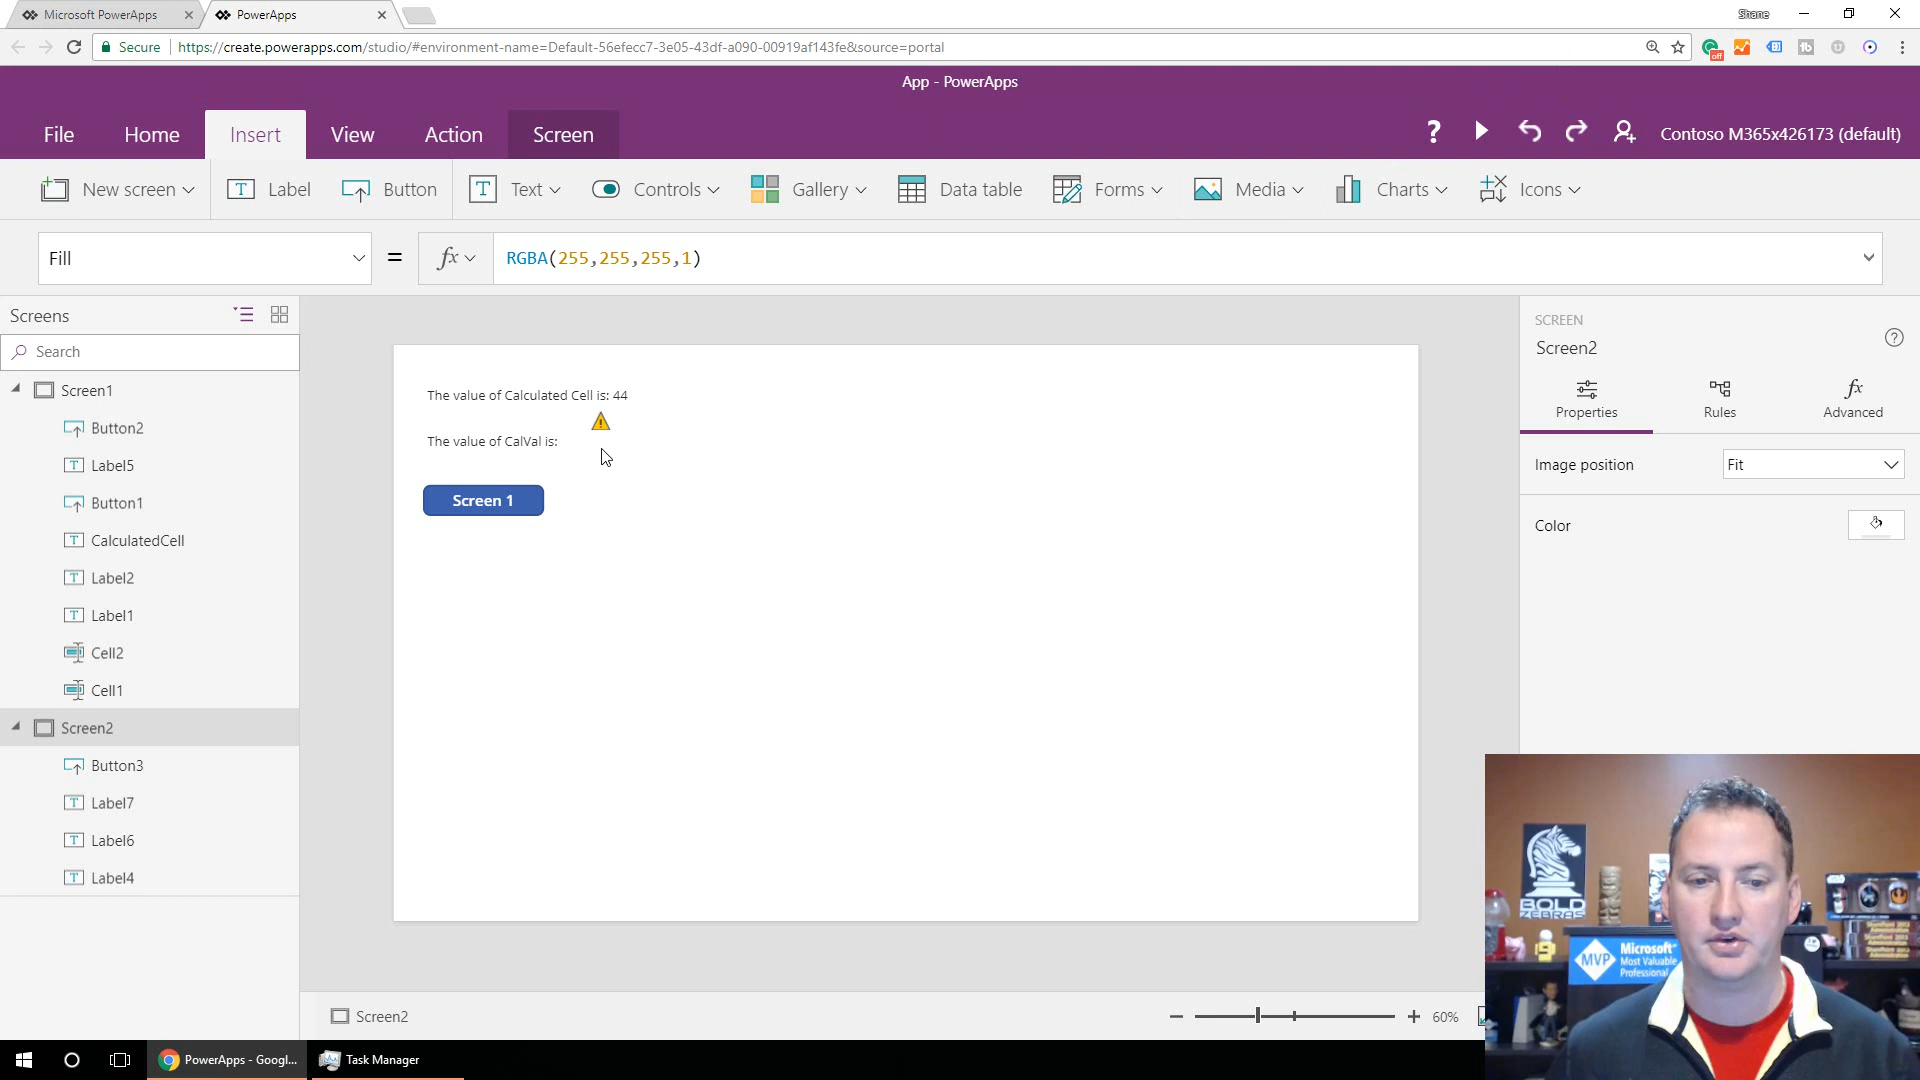 Microsoft PowerApps
PowerApps
Shane
Secure
https://create.powerapps.com/studio/#environment-name=Default-56efecc7-3e05-43df-a090-00919af143fe&source=portal
off
App - PowerApps
File
Home
Insert
View
Action
Screen
?
Contoso M365x426173 (default)
New screen
Label
Button
Text
Controls
Gallery
Data table
Forms
Media
Charts
Icons
Fill
=
fx
RGBA(255,255,255,1)
Screens
Search
Screen1
Button2
Label5
Button1
CalculatedCell
Label2
Label1
Cell2
Cell1
Screen2
Button3
Label7
Label6
Label4
The value of Calculated Cell is: 44
The value of CalVal is:
Screen 1
SCREEN
Screen2
Properties
Rules
Advanced
Image position
Fit
Color
BOLD
ZEBRAS
MVP
Microsoft
Most Valuable
Professional
Screen2
60%
PowerApps - Googl...
Task Manager